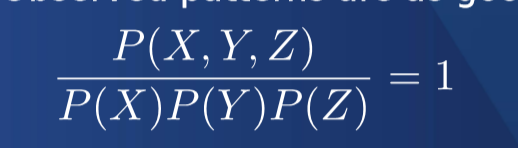 P(X, Y, Z)
P(X)P(Y)P(Z)
= 1